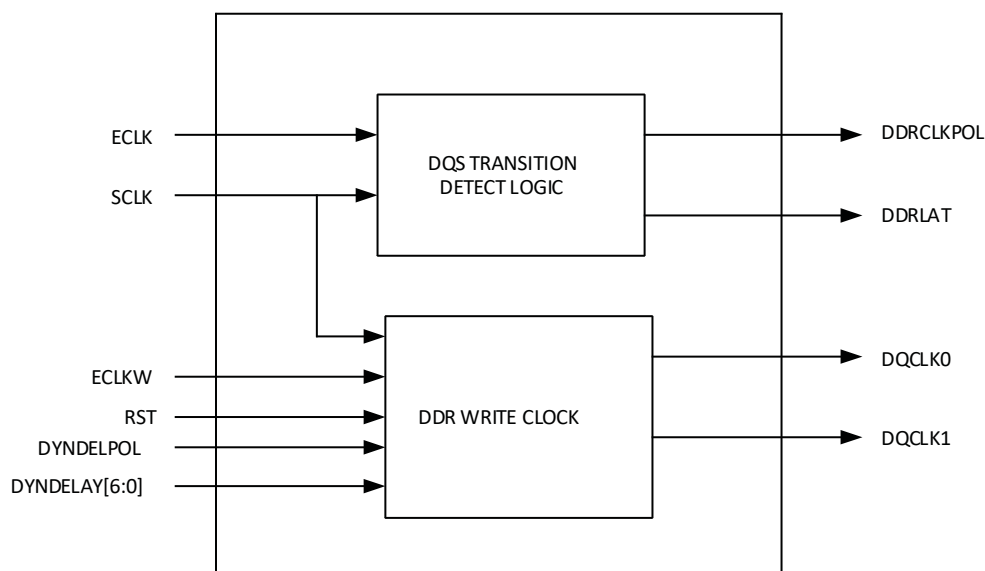 ECLK
SCLK
DQS TRANSITION
DETECT LOGIC
DDRCLKPOL
DDRLAT
ECLKW
RST
DYNDELPOL
DYNDELAY[6:0]
DDR WRITE CLOCK
DQCLK0
DQCLK1